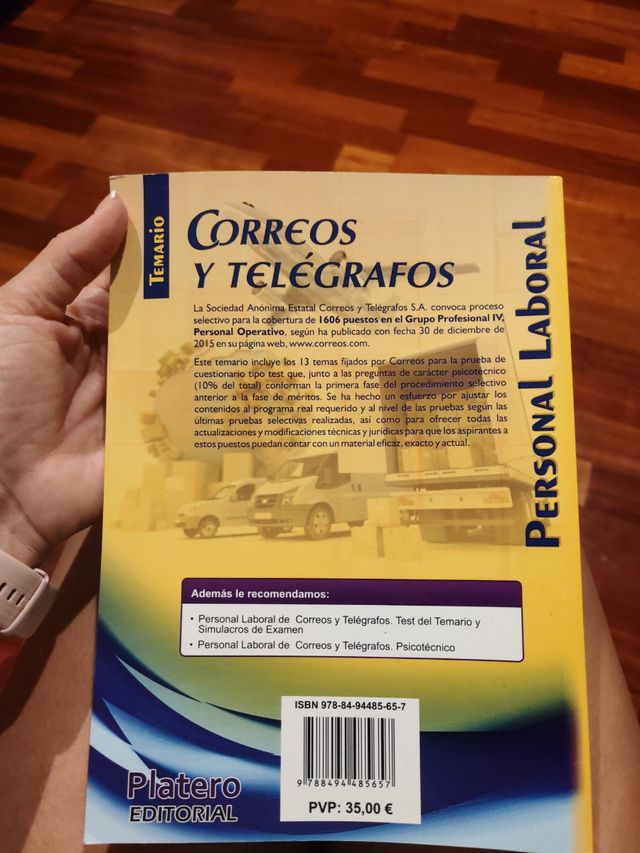 TEMARIO
CORREOS
Y TELÉGRAFOS
PERSONAL LABORAL
La Sociedad Anónima Estatal Correos y Telégrafos S.A. convoca proceso
selectivo para la cobertura de 1606 puestos en el Grupo Profesional IV,
Personal Operativo, según ha publicado con fecha 30 de diciembre de
2015 en su página web, www.correos.com.
Este temario incluye los 13 temas fijados por Correos para la prueba de
cuestionario tipo test que, junto a las preguntas de carácter psicotécnico
(10% del total) conforman la primera fase del procedimiento selectivo
anterior a la fase de méritos. Se ha hecho un esfuerzo por ajustar los
contenidos al programa real requerido y al nivel de las pruebas según las
últimas pruebas selectivas realizadas, así como para ofrecer todas las
actualizaciones y modificaciones técnicas y jurídicas para que los aspirantes a
estos puestos puedan contar con un material eficaz, exacto y actual.
Además le recomendamos:
• Personal Laboral de Correos y Telégrafos. Test del Temario y
Simulacros de Examen
• Personal Laboral de Correos y Telégrafos. Psicotécnico
ISBN 978-84-94485-65-7
9 788494 485657
PVP: 35,00 €
Platero
EDITORIAL